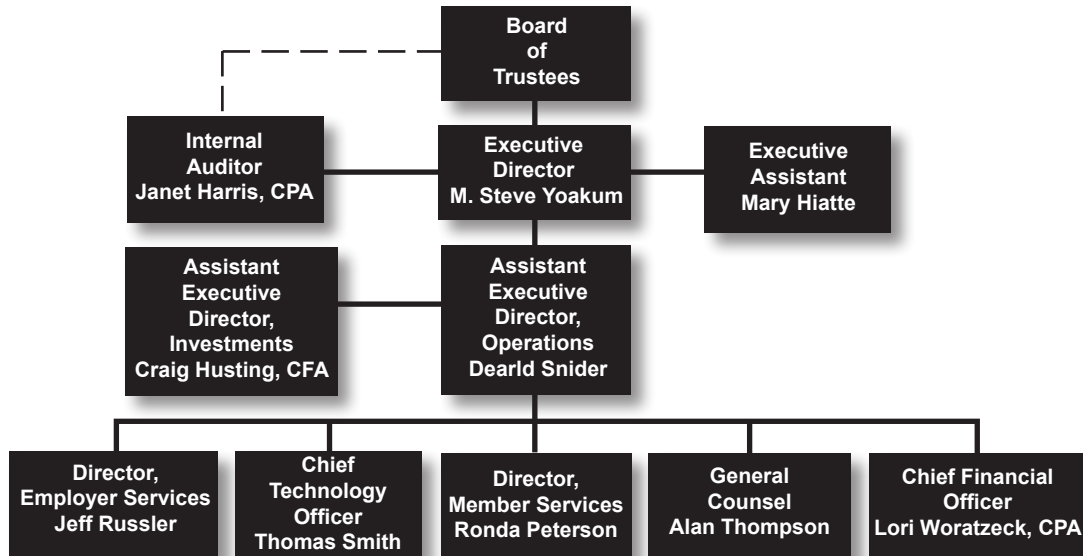 Board
of
Trustees
Internal
Auditor
Janet Harris, CPA
Executive
Director
M. Steve Yoakum
Executive
Assistant
Mary Hiatte
Assistant
Executive
Director,
Investments
Craig Husting, CFA
Assistant
Executive
Director,
Operations
Dearld Snider
Director,
Employer Services
Jeff Russler
Chief
Technology
Officer
Thomas Smith
Director,
Member Services
Ronda Peterson
General
Counsel
Alan Thompson
Chief Financial
Officer
Lori Woratzeck, CPA